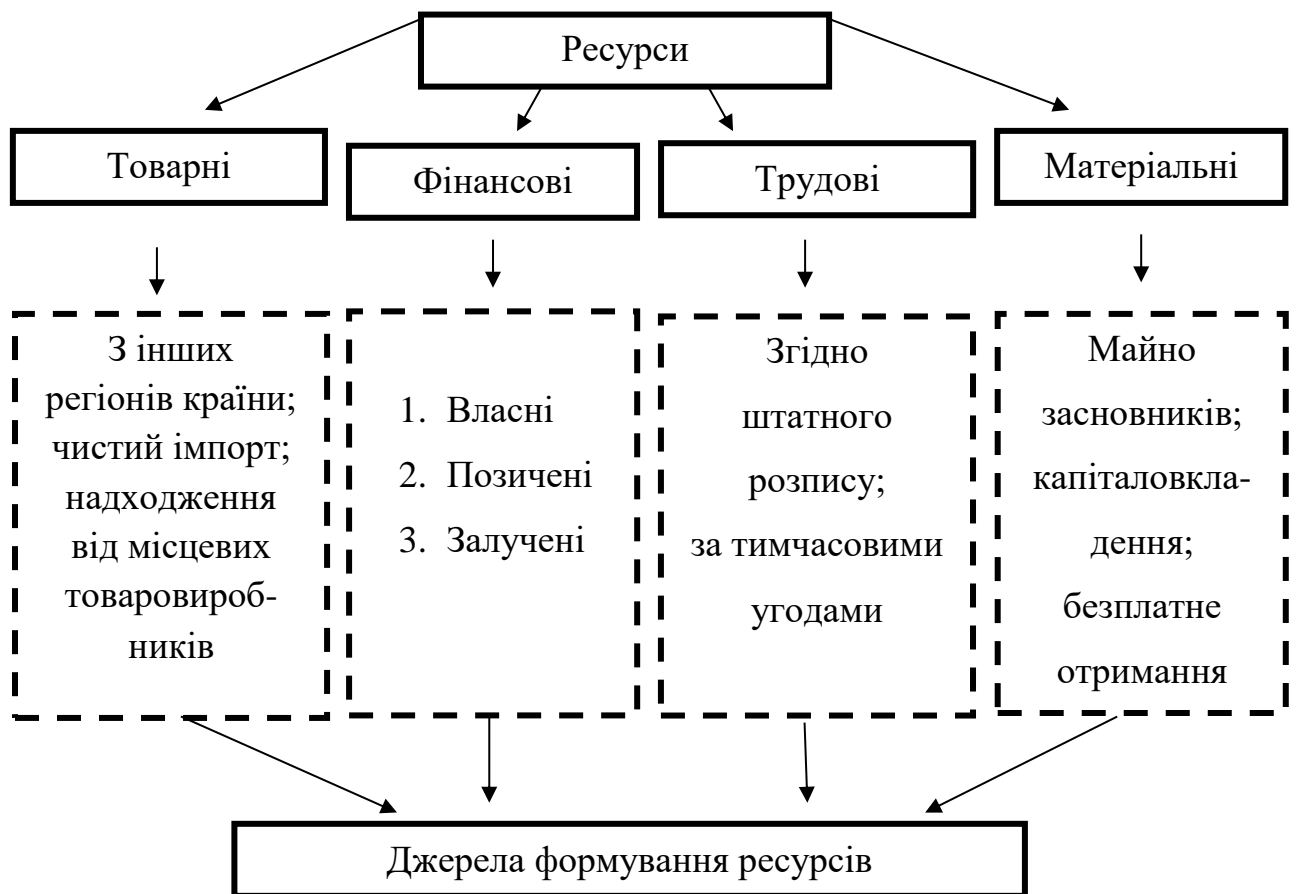 Ресурси
Товарні
Фінансові
Трудові
Матеріальні
З інших
регіонів країни;
чистий імпорт;
надходження
від місцевих
товаровироб-
ників
1. Власні
2. Позичені
3. Залучені
Згідно
штатного
розпису;
за тимчасовими
угодами
Майно
засновників;
капіталовкла-
дення;
безплатне
отримання
Джерела формування ресурсів